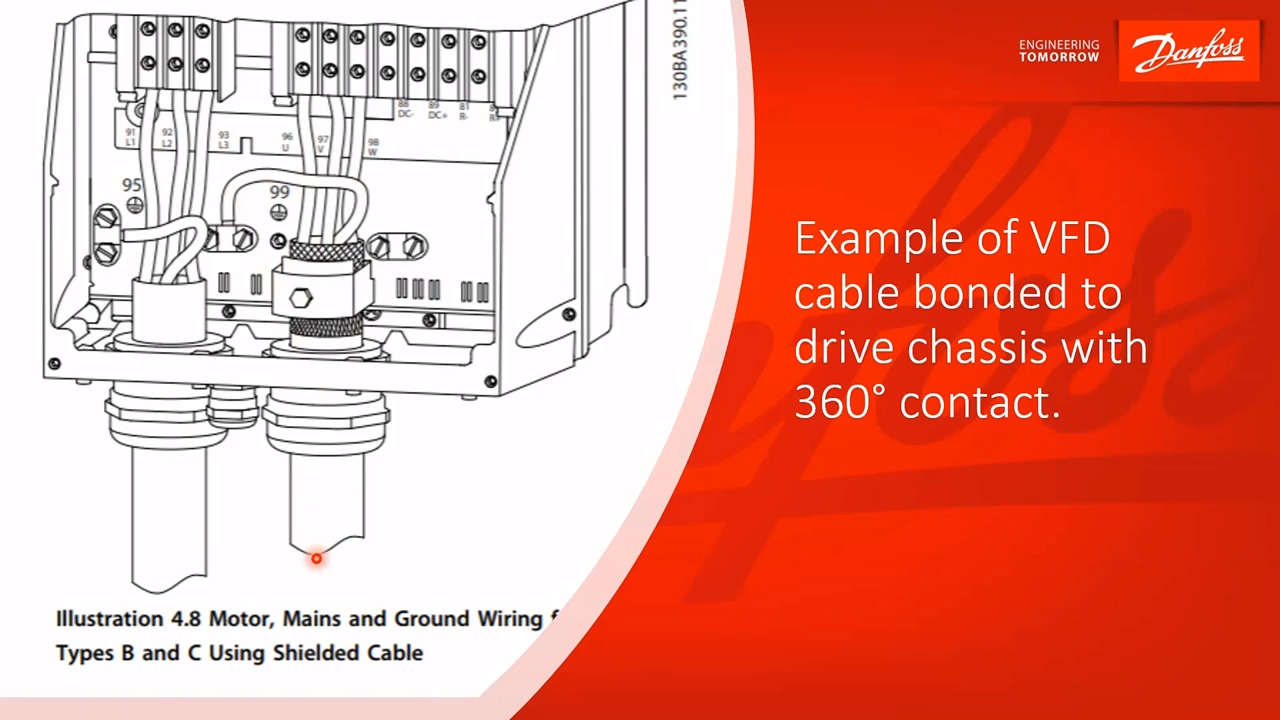 130BA390.11
88 89 81
DC- DC+ R-
91 92 93 96 97 98
L1 L2 L3 U V W
95 99
Illustration 4.8 Motor, Mains and Ground Wiring
Types B and C Using Shielded Cable
ENGINEERING
TOMORROW
Danfoss
Example of VFD
cable bonded to
drive chassis with
360° contact.